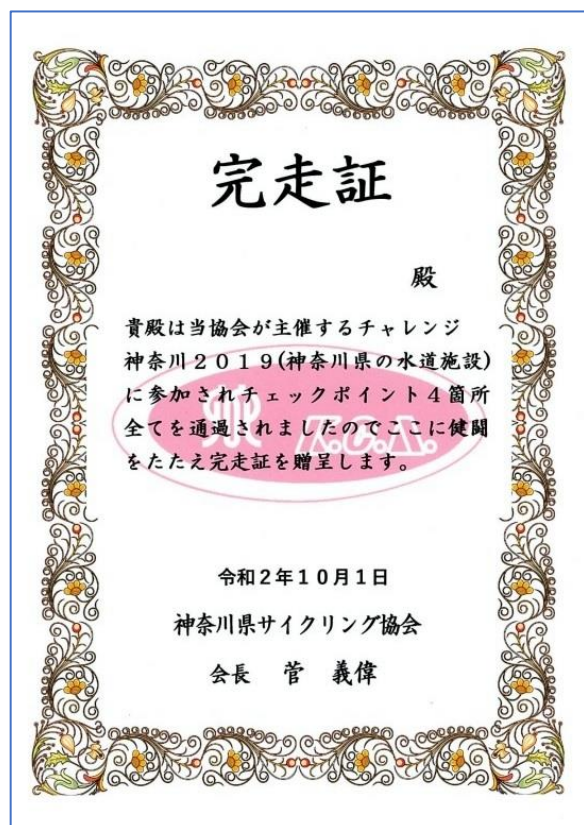 完走証
殿
貴殿は当協会が主催するチャレンジ
神奈川２０１９(神奈川県の水道施設)
に参加されチェックポイント４箇所
全てを通過されましたのでここに健闘
をたたえ完走証を贈呈します。
K.C.A.
令和２年１０月１日
神奈川県サイクリング協会
会長　菅　義偉